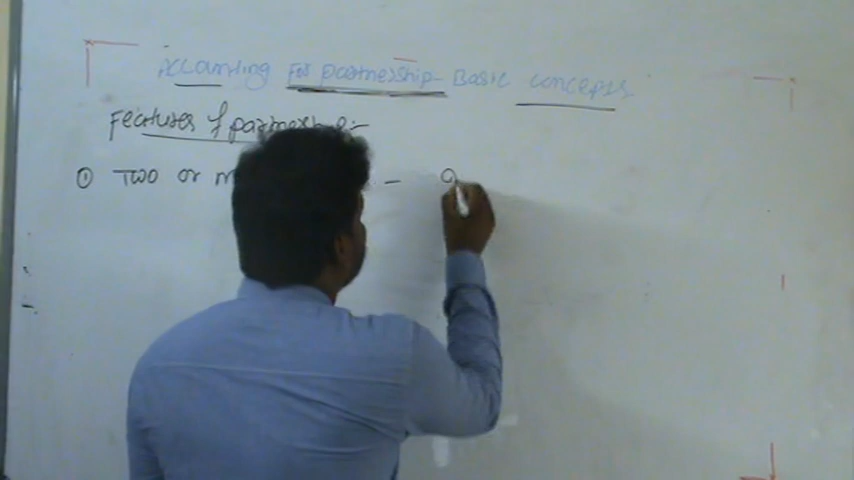 Accounting For partnership - Basic concepts
Features of partnership:-
① Two or m